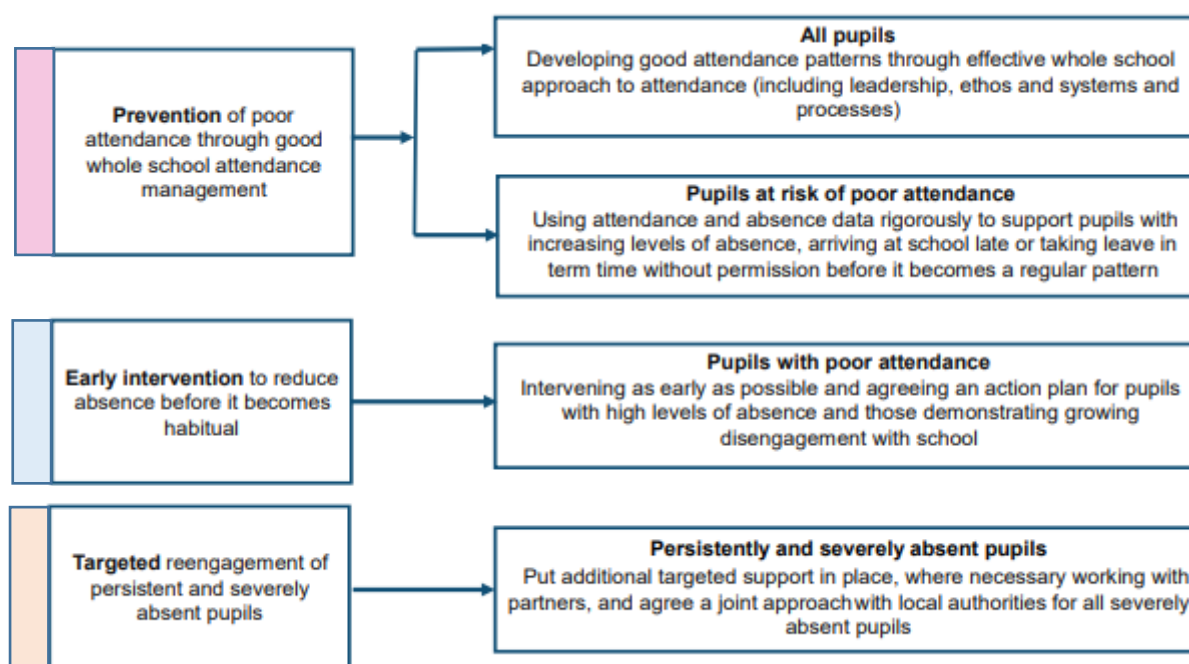 Prevention of poor
attendance through good
whole school attendance
management
All pupils
Developing good attendance patterns through effective whole school
approach to attendance (including leadership, ethos and systems and
processes)
Pupils at risk of poor attendance
Using attendance and absence data rigorously to support pupils with
increasing levels of absence, arriving at school late or taking leave in
term time without permission before it becomes a regular pattern
Early intervention to reduce
absence before it becomes
habitual
Pupils with poor attendance
Intervening as early as possible and agreeing an action plan for pupils
with high levels of absence and those demonstrating growing
disengagement with school
Targeted reengagement of
persistent and severely
absent pupils
Persistently and severely absent pupils
Put additional targeted support in place, where necessary working with
partners, and agree a joint approach with local authorities for all severely
absent pupils